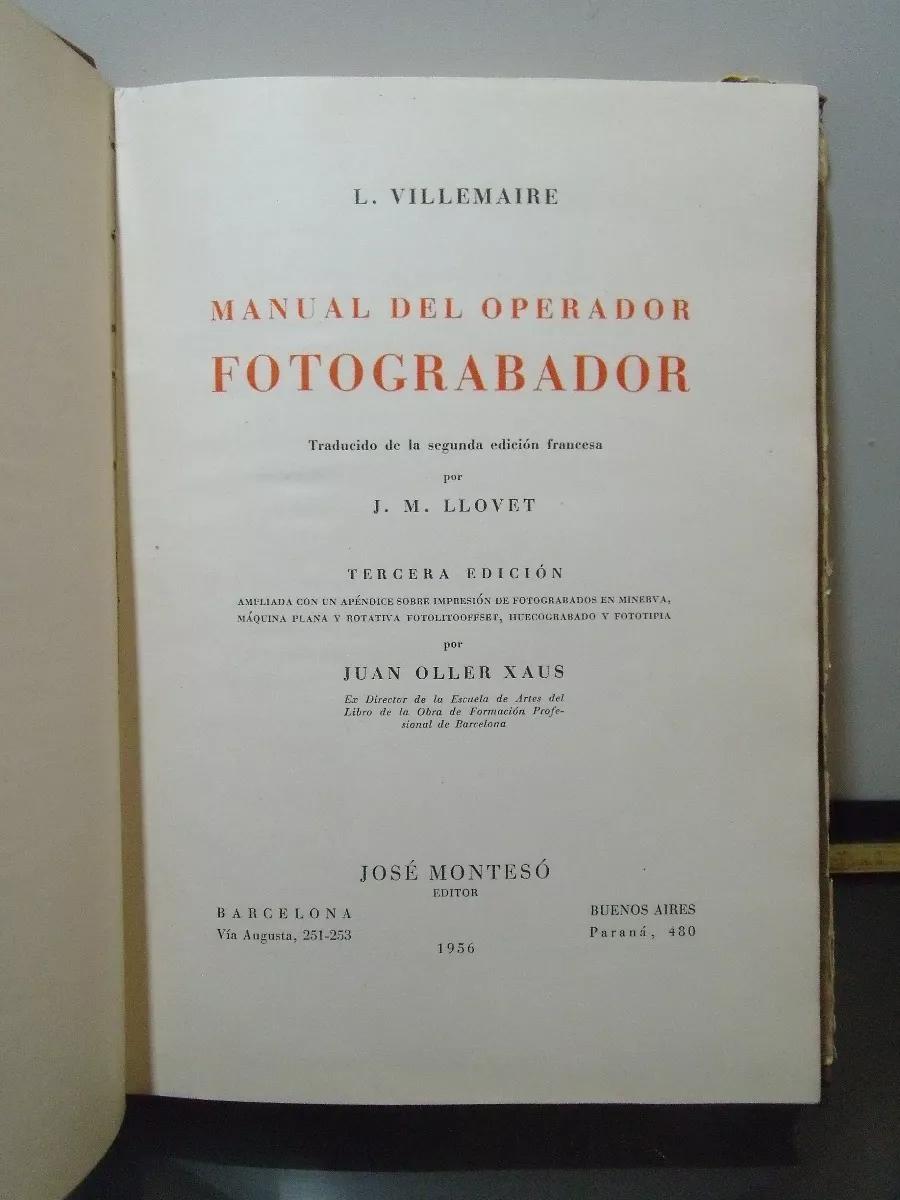 L. VILLEMAIRE
MANUAL DEL OPERADOR
FOTOGRABADOR
Traducido de la segunda edición francesa
por
J. M. LLOVET
TERCERA EDICIÓN
AMPLIADA CON UN APÉNDICE SOBRE IMPRESIÓN DE FOTOGRABADOS EN MINERVA,
MÁQUINA PLANA Y ROTATIVA FOTOLITOOFFSET, HUECOGRABADO Y FOTOTIPIA
por
JUAN OLLER XAUS
Ex Director de la Escuela de Artes del
Libro de la Obra de Formación Profe-
sional de Barcelona
JOSÉ MONTESÓ
EDITOR
BARCELONA
Vía Augusta, 251-253
1956
BUENOS AIRES
Paraná, 480